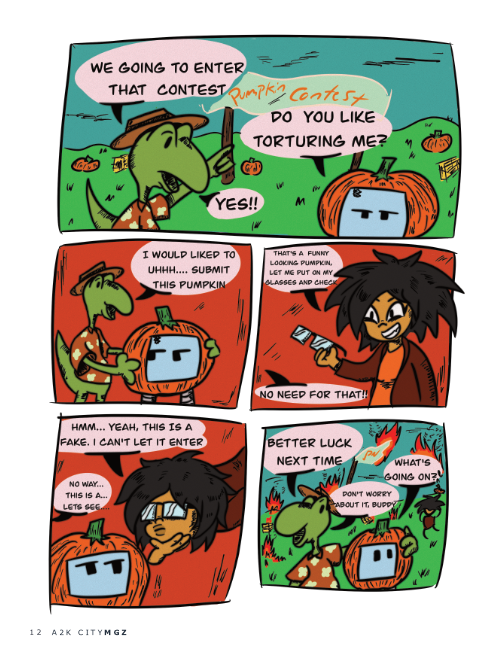 WE GOING TO ENTER
THAT CONTEST
Pumpkin Contest
DO YOU LIKE
TORTURING ME?
YES!!
I WOULD LIKED TO
UHHH.... SUBMIT
THIS PUMPKIN
THAT'S A FUNNY
LOOKING PUMPKIN,
LET ME PUT ON MY
GLASSES AND CHECK
NO NEED FOR THAT!!
HMM... YEAH, THIS IS A
FAKE. I CAN'T LET IT ENTER
NO WAY...
THIS IS A...
LETS SEE....
BETTER LUCK
NEXT TIME
WHAT'S
GOING ON?
DON'T WORRY
ABOUT IT, BUDDY
12 A2K CITYMGZ